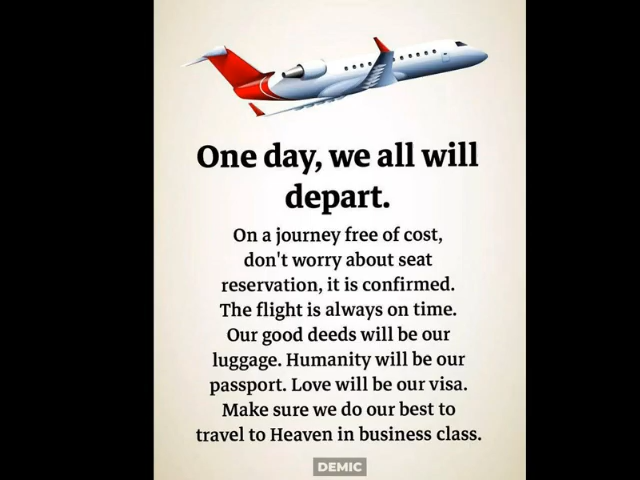 One day, we all will
depart.
On a journey free of cost,
don't worry about seat
reservation, it is confirmed.
The flight is always on time.
Our good deeds will be our
luggage. Humanity will be our
passport. Love will be our visa.
Make sure we do our best to
travel to Heaven in business class.
DEMIC